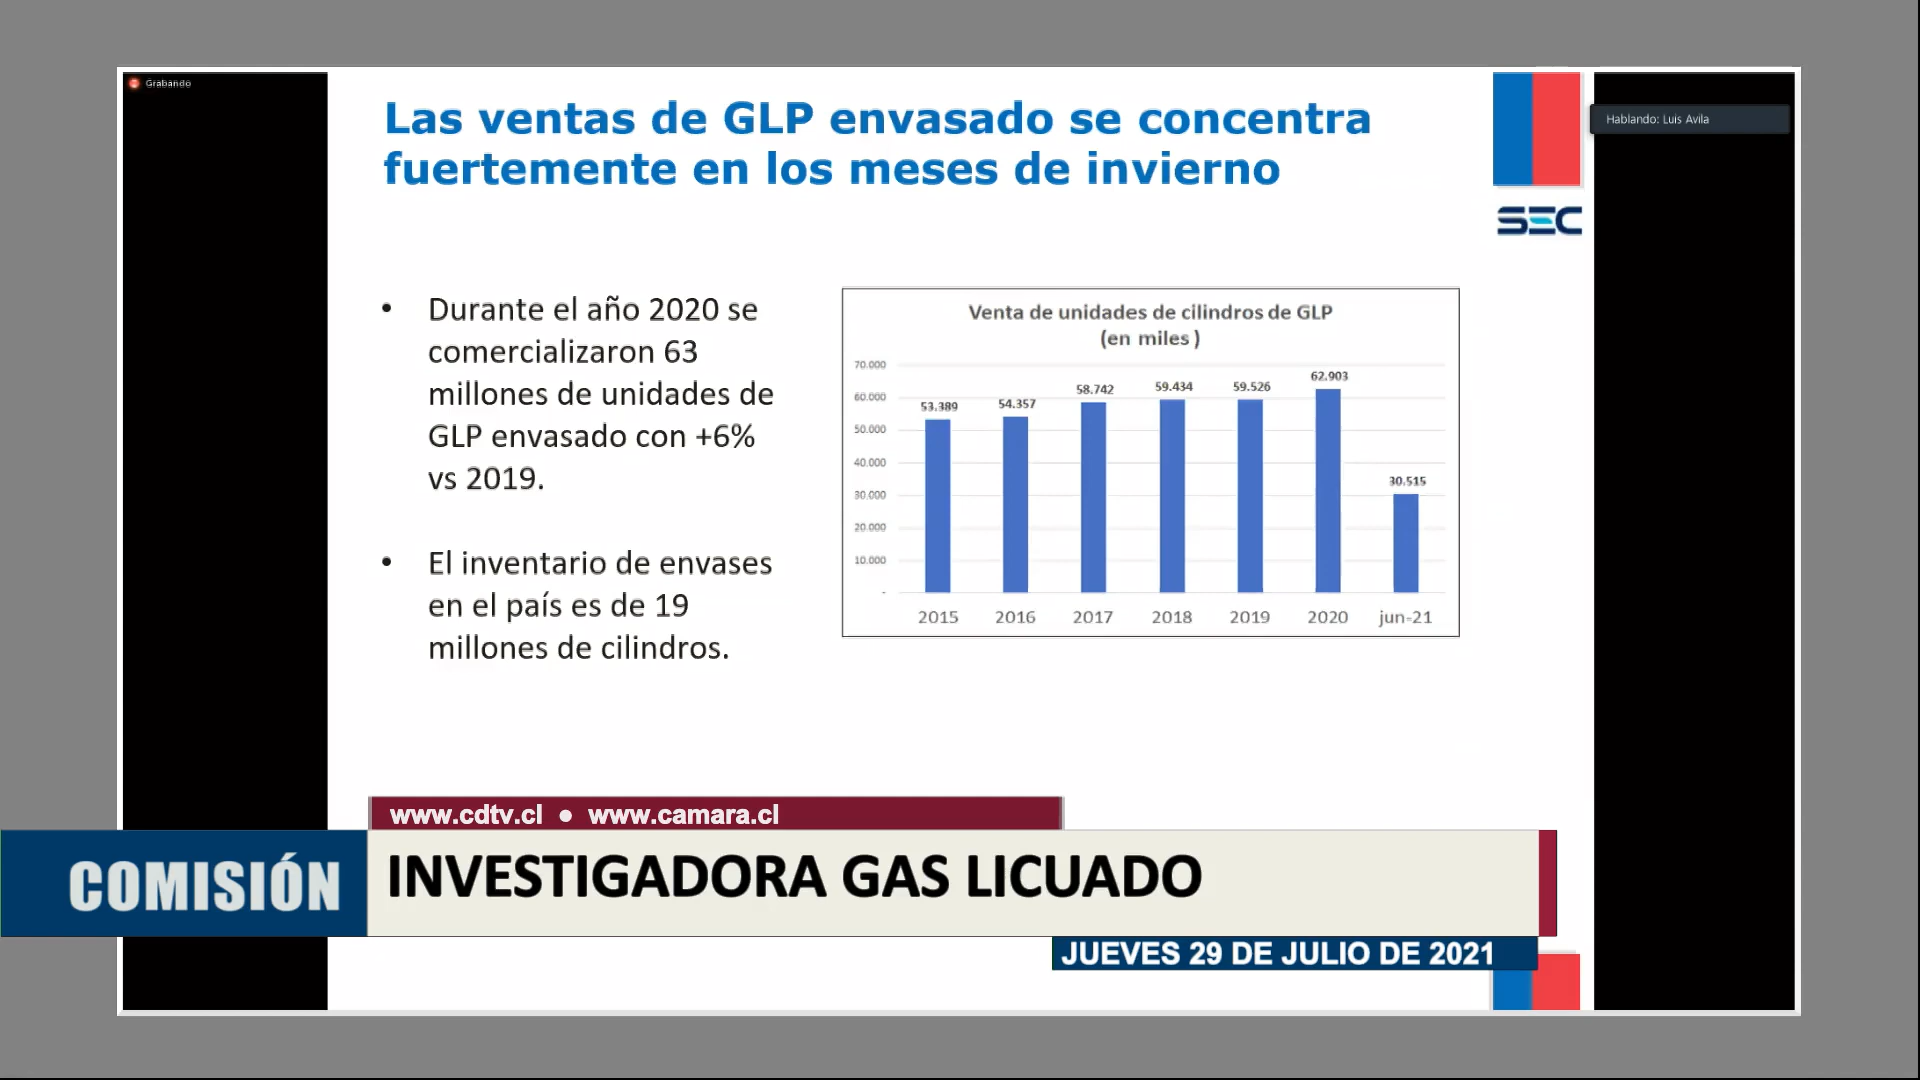 Grabando
Las ventas de GLP envasado se concentra
fuertemente en los meses de invierno
Hablando: Luis Avila
SEC
• Durante el año 2020 se
comercializaron 63
millones de unidades de
GLP envasado con +6%
vs 2019.
• El inventario de envases
en el país es de 19
millones de cilindros.
Venta de unidades de cilindros de GLP
(en miles )
70.000
60.000
50.000
40.000
30.000
20.000
10.000
-
53.389
54.357
58.742
59.434
59.526
62.903
30.515
2015 2016 2017 2018 2019 2020 jun-21
www.cdtv.cl • www.camara.cl
COMISIÓN
INVESTIGADORA GAS LICUADO
JUEVES 29 DE JULIO DE 2021